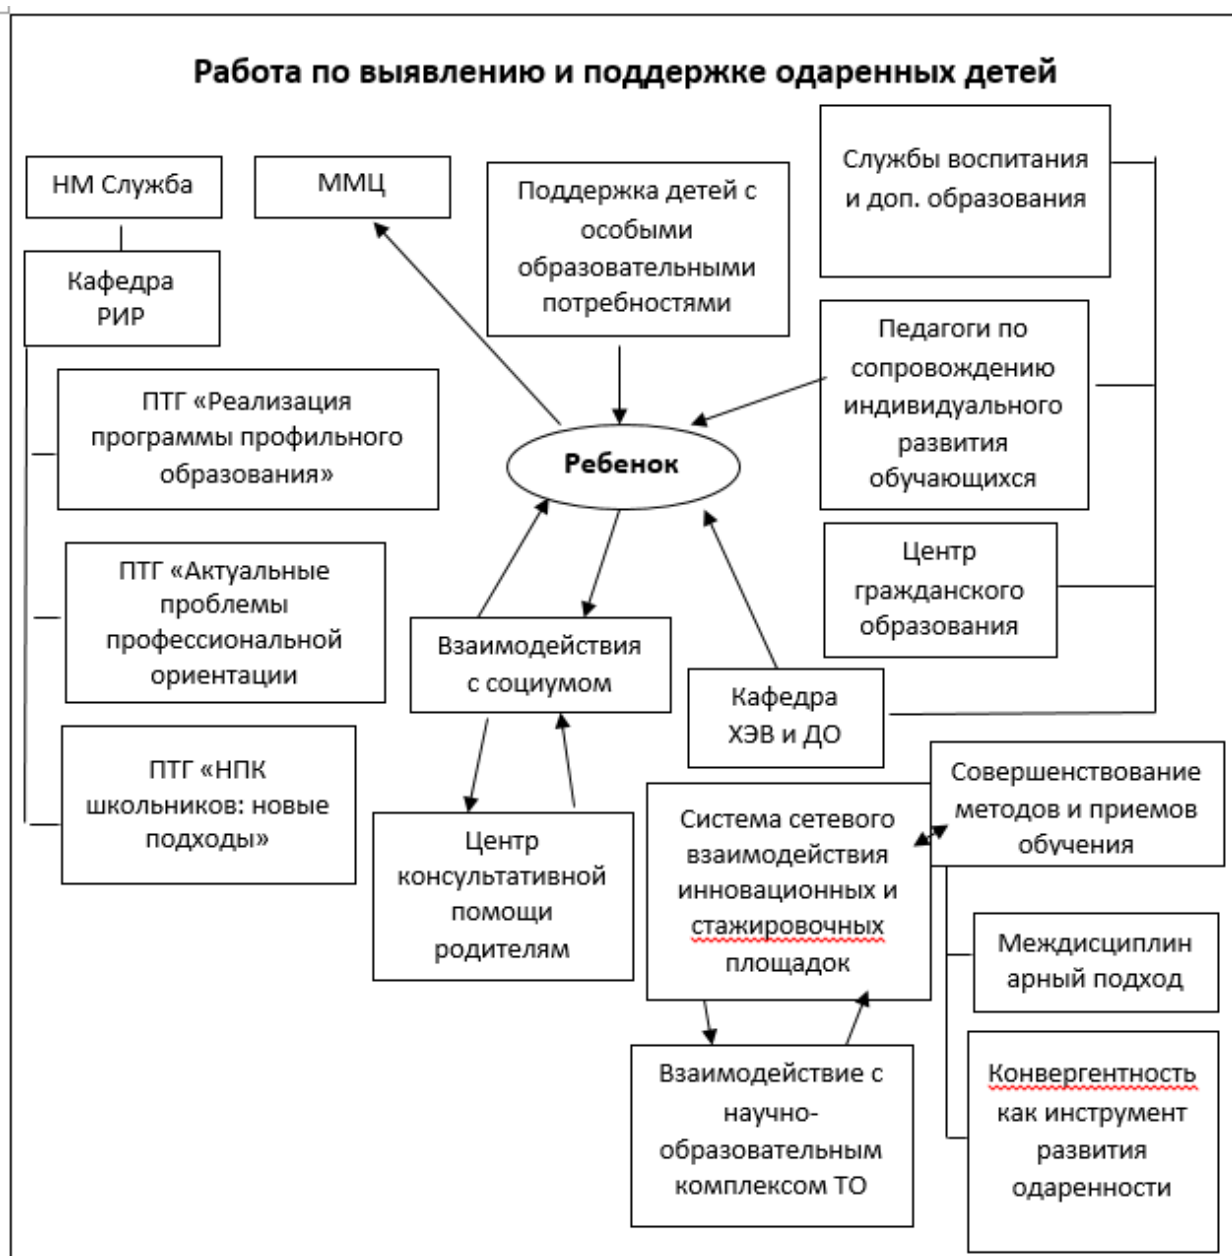 Работа по выявлению и поддержке одаренных детей
НМ Служба
ММЦ
Поддержка детей с
особыми
образовательными
потребностями
Службы воспитания
и доп. образования
Кафедра
РИР
Педагоги по
сопровождению
индивидуального
развития
обучающихся
ПТГ «Реализация
программы профильного
образования»
Ребенок
Центр
гражданского
образования
ПТГ «Актуальные
проблемы
профессиональной
ориентации
Взаимодействия
с социумом
Кафедра
ХЭВ и ДО
ПТГ «НПК
школьников: новые
подходы»
Центр
консультативной
помощи
родителям
Система сетевого
взаимодействия
инновационных и
стажировочных
площадок
Совершенствование
методов и приемов
обучения
Междисциплин
арный подход
Взаимодействие с
научно-
образовательным
комплексом ТО
Конвергентность
как инструмент
развития
одаренности